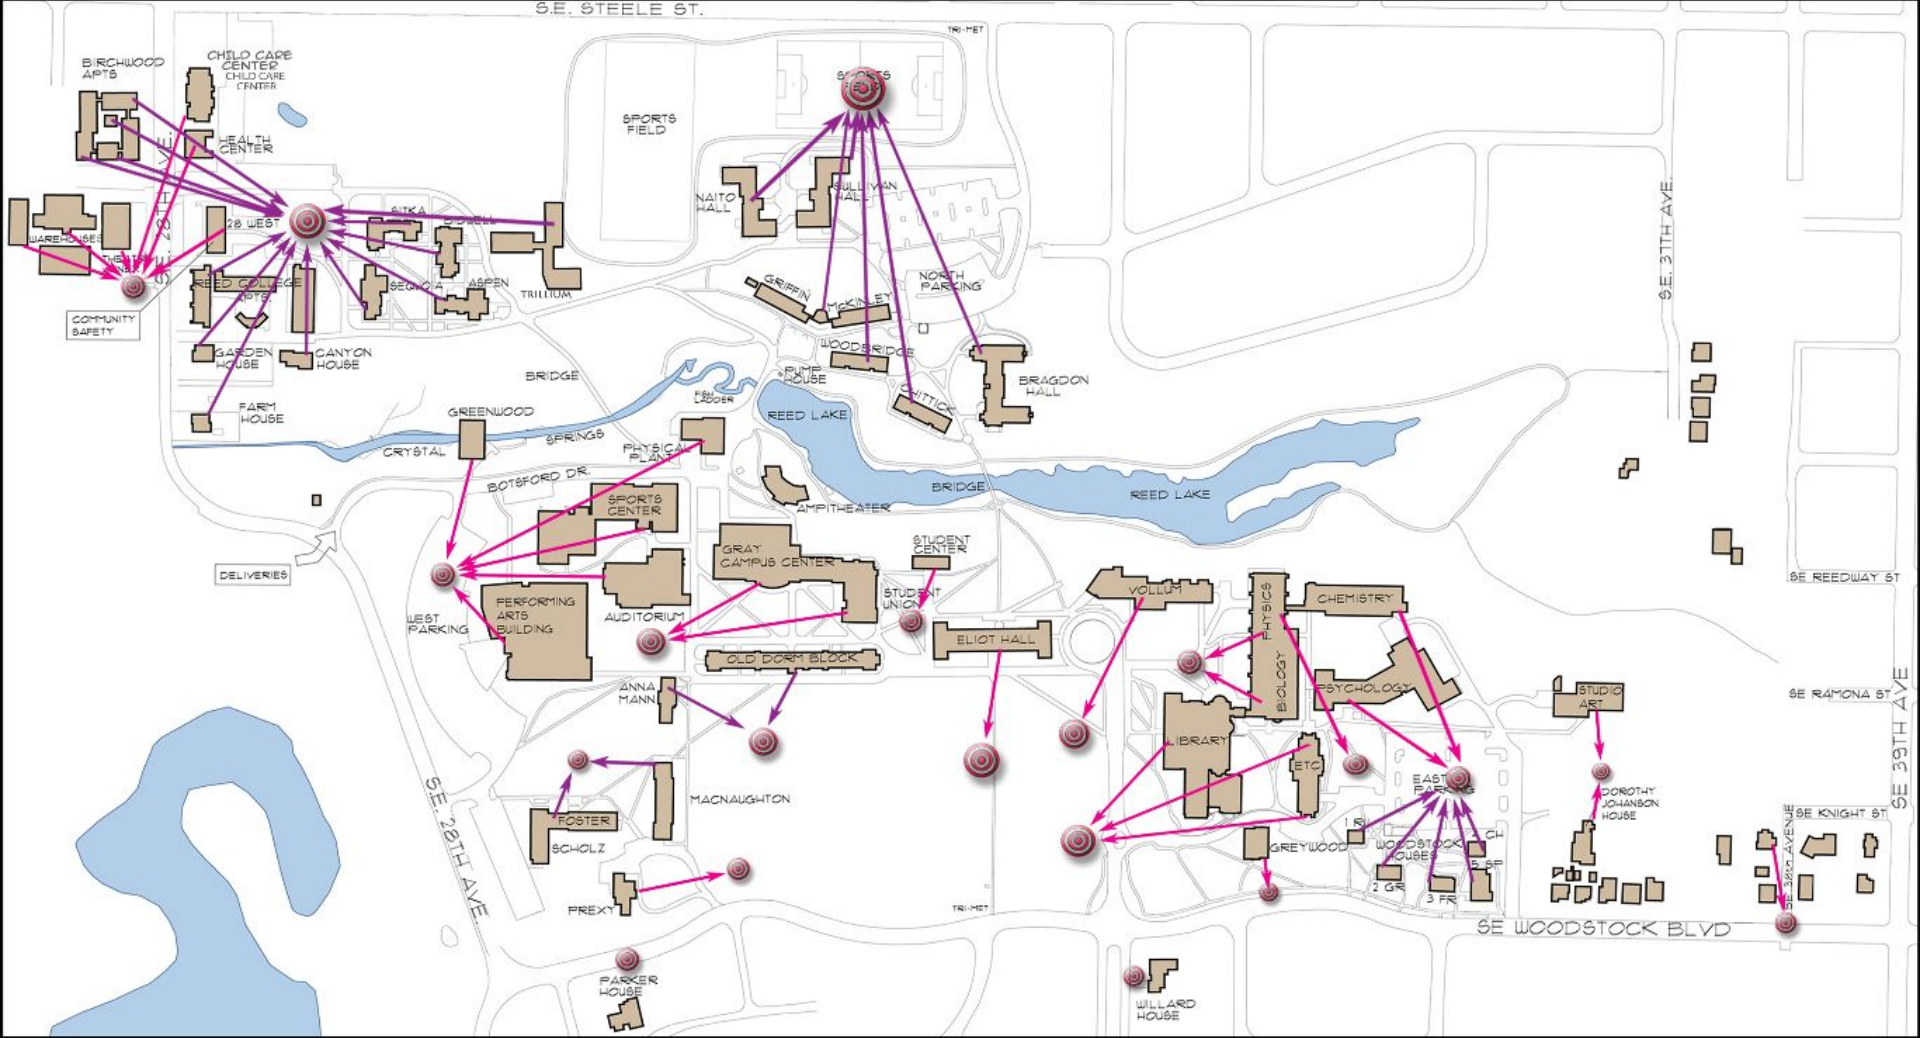 S.E. STEELE ST.
TRI-MET
BIRCHWOOD
APTS
CHILD CARE
CENTER
CHILD CARE
CENTER
HEALTH
CENTER
SPORTS
FIELD
SPORTS
S.E. 28TH AVE.
WAREHOUSES
28 WEST
SITKA
BIDWELL
NAITO
HALL
SULLIVAN
HALL
S.E. 37TH AVE.
REED COLLEGE
APTS.
SEQUOIA
ASPEN
TRILLIUM
GRIFFIN
McKINLEY
NORTH
PARKING
COMMUNITY
SAFETY
GARDEN
HOUSE
CANYON
HOUSE
WOODBRIDGE
PUMP
HOUSE
BRIDGE
FISH
LADDER
CHITTICK
BRAGDON
HALL
FARM
HOUSE
GREENWOOD
REED LAKE
CRYSTAL
SPRINGS
PHYSICAL
PLANT
BOTSFORD DR.
SPORTS
CENTER
AMPITHEATER
BRIDGE
REED LAKE
DELIVERIES
GRAY
CAMPUS CENTER
STUDENT
CENTER
STUDENT
UNION
SE REEDWAY ST
WEST
PARKING
PERFORMING
ARTS
BUILDING
AUDITORIUM
VOLLUM
PHYSICS
CHEMISTRY
ELIOT HALL
OLD DORM BLOCK
ANNA
MANN
BIOLOGY
PSYCHOLOGY
STUDIO
ART
SE RAMONA ST
SE 39TH AVE
LIBRARY
ETC
EAST
PARKING
DOROTHY
JOHANSON
HOUSE
S.E. 28TH AVE
MACNAUGHTON
FOSTER
SCHOLZ
SE KNIGHT ST
SE 38th AVENUE
GREYWOOD
WOODSTOCK
HOUSES
CH
5 SP
2 GR
3 FR
PREXY
TRI-MET
SE WOODSTOCK BLVD
PARKER
HOUSE
WILLARD
HOUSE